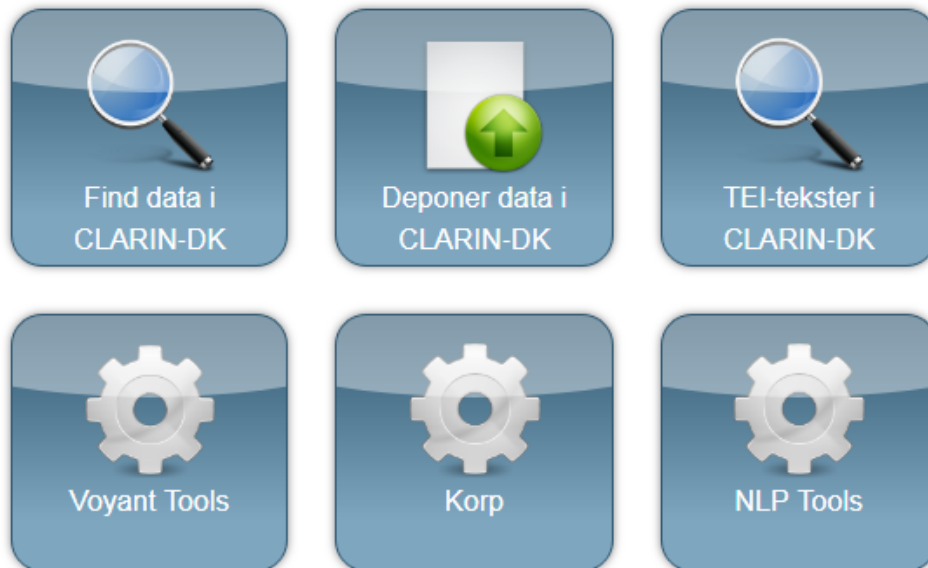 Find data i
CLARIN-DK
Deponer data i
CLARIN-DK
TEI-tekster i
CLARIN-DK
Voyant Tools
Korp
NLP Tools